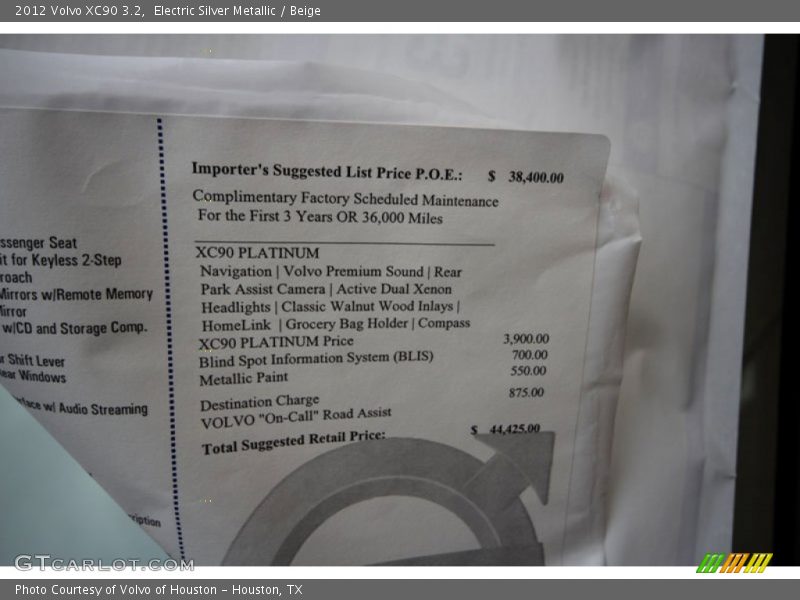 2012 Volvo XC90 3.2,  Electric Silver Metallic / Beige
Importer's Suggested List Price P.O.E.: $ 38,400.00
Complimentary Factory Scheduled Maintenance
For the First 3 Years OR 36,000 Miles
ssenger Seat
it for Keyless 2-Step
roach
Mirrors w/Remote Memory
Mirror
w/CD and Storage Comp.
r Shift Lever
ear Windows
rface w/ Audio Streaming
ription
XC90 PLATINUM
Navigation | Volvo Premium Sound | Rear
Park Assist Camera | Active Dual Xenon
Headlights | Classic Walnut Wood Inlays |
HomeLink | Grocery Bag Holder | Compass
XC90 PLATINUM Price 3,900.00
Blind Spot Information System (BLIS) 700.00
Metallic Paint 550.00
Destination Charge 875.00
VOLVO "On-Call" Road Assist
Total Suggested Retail Price: $ 44,425.00
GTCARLOT.COM
Photo Courtesy of Volvo of Houston - Houston, TX